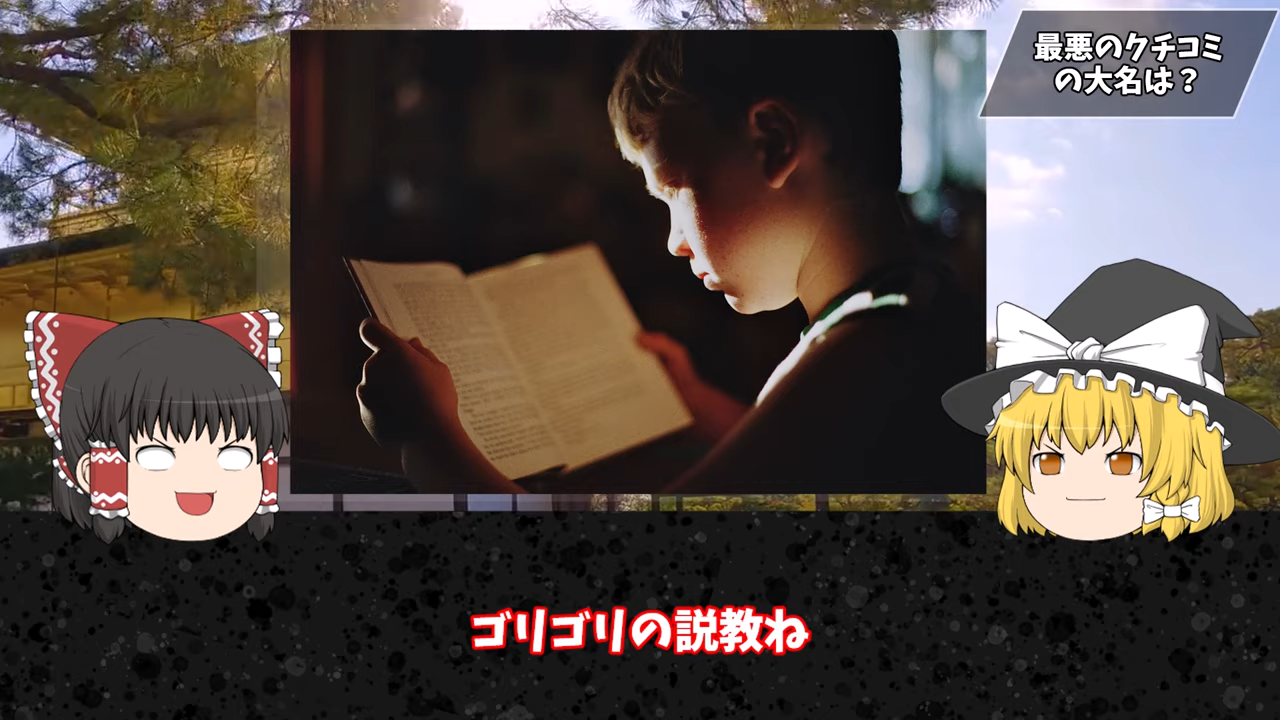 最悪のクチコミ
の大名は？
ゴリゴリの説教ね